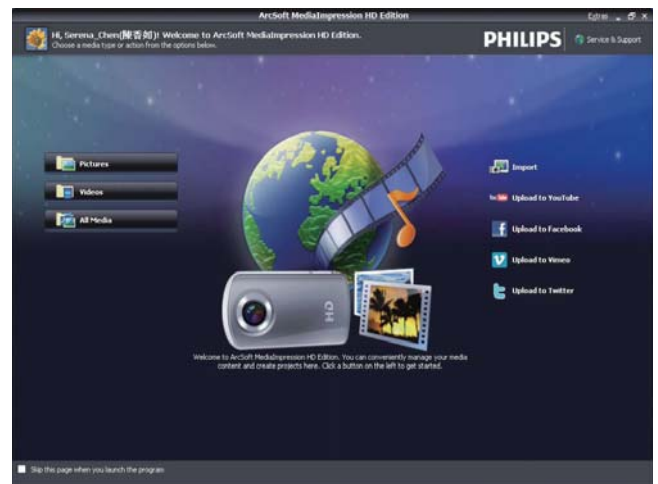 ArcSoft MediaImpression HD Edition
Extras
Hi, Serena_Chen(陳香如)! Welcome to ArcSoft MediaImpression HD Edition.
Choose a media type or action from the options below.
PHILIPS
Service & Support
Pictures
Videos
All Media
Import
Upload to YouTube
Upload to Facebook
Upload to Vimeo
Upload to Twitter
HD
Welcome to ArcSoft MediaImpression HD Edition. You can conveniently manage your media
content and create projects here. Click a button on the left to get started.
Skip this page when you launch the program